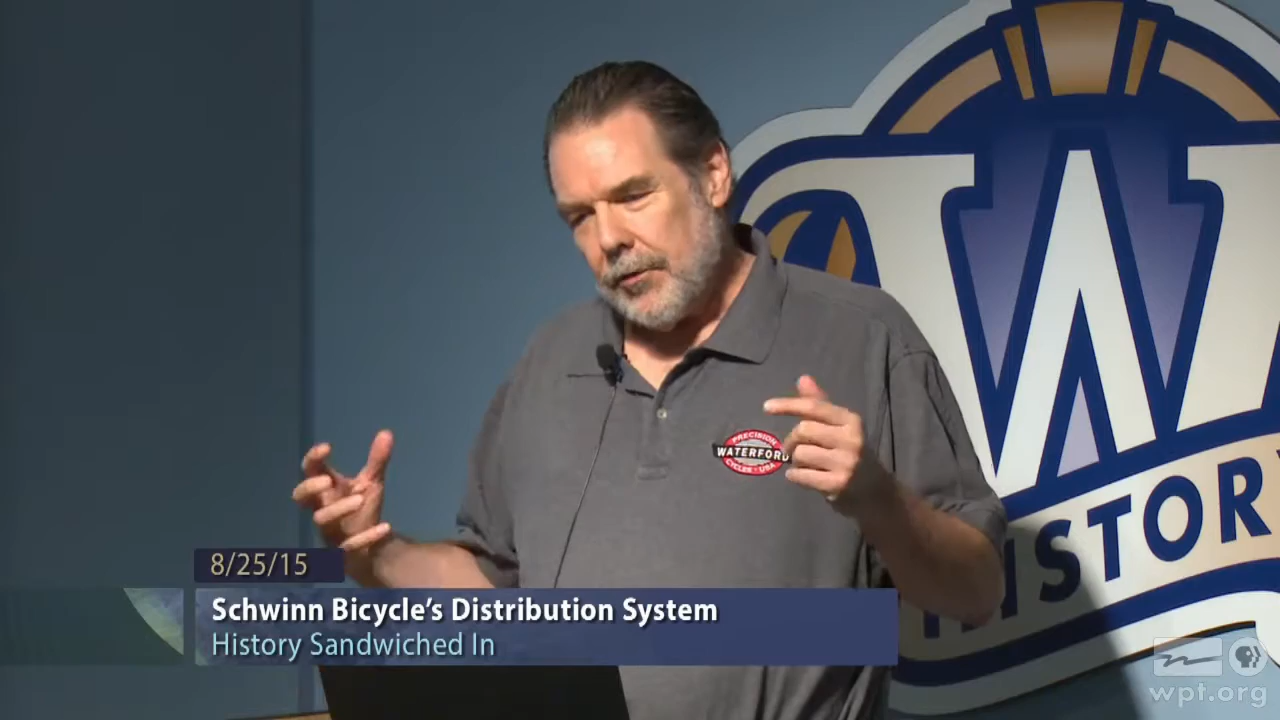 W
HISTORY
PRECISION
WATERFORD
CYCLES · USA
8/25/15
Schwinn Bicycle's Distribution System
History Sandwiched In
wpt.org